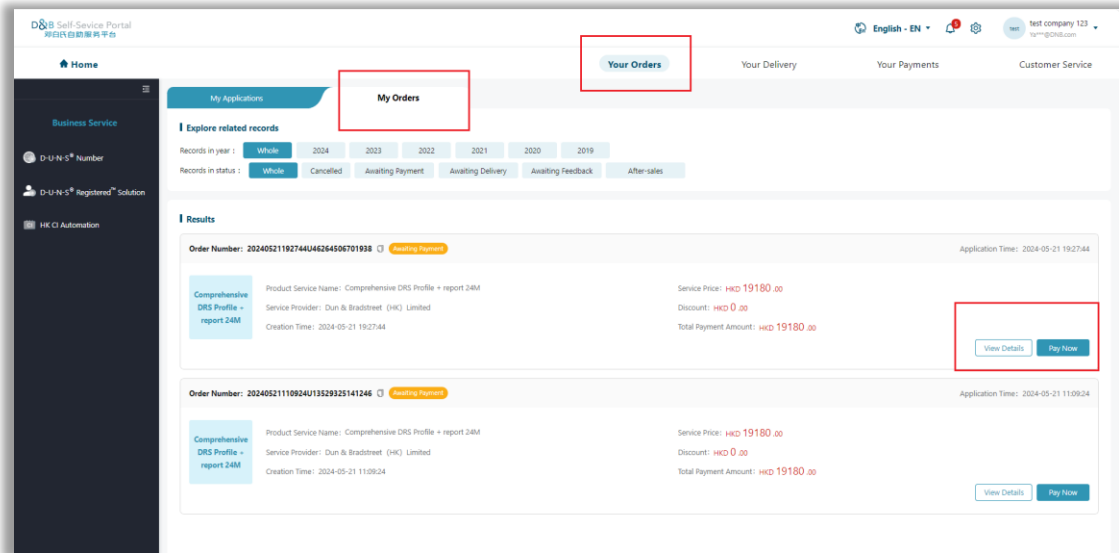 D&B Self-Sevice Portal
邓白氏自助服务平台
English - EN
5
test
test company 123
Ya***@DNB.com
Home
Your Orders
Your Delivery
Your Payments
Customer Service
Business Service
D-U-N-S® Number
D-U-N-S® Registered™ Solution
HK CI Automation
My Applications
My Orders
Explore related records
Records in year : Whole 2024 2023 2022 2021 2020 2019
Records in status : Whole Cancelled Awaiting Payment Awaiting Delivery Awaiting Feedback After-sales
Results
Order Number: 20240521192744U46264506701938 Awaiting Payment Application Time: 2024-05-21 19:27:44
Comprehensive
DRS Profile +
report 24M
Product Service Name: Comprehensive DRS Profile + report 24M
Service Provider: Dun & Bradstreet (HK) Limited
Creation Time: 2024-05-21 19:27:44
Service Price: HKD 19180 .00
Discount: HKD 0 .00
Total Payment Amount: HKD 19180 .00
View Details Pay Now
Order Number: 20240521110924U13529325141246 Awaiting Payment Application Time: 2024-05-21 11:09:24
Comprehensive
DRS Profile +
report 24M
Product Service Name: Comprehensive DRS Profile + report 24M
Service Provider: Dun & Bradstreet (HK) Limited
Creation Time: 2024-05-21 11:09:24
Service Price: HKD 19180 .00
Discount: HKD 0 .00
Total Payment Amount: HKD 19180 .00
View Details Pay Now